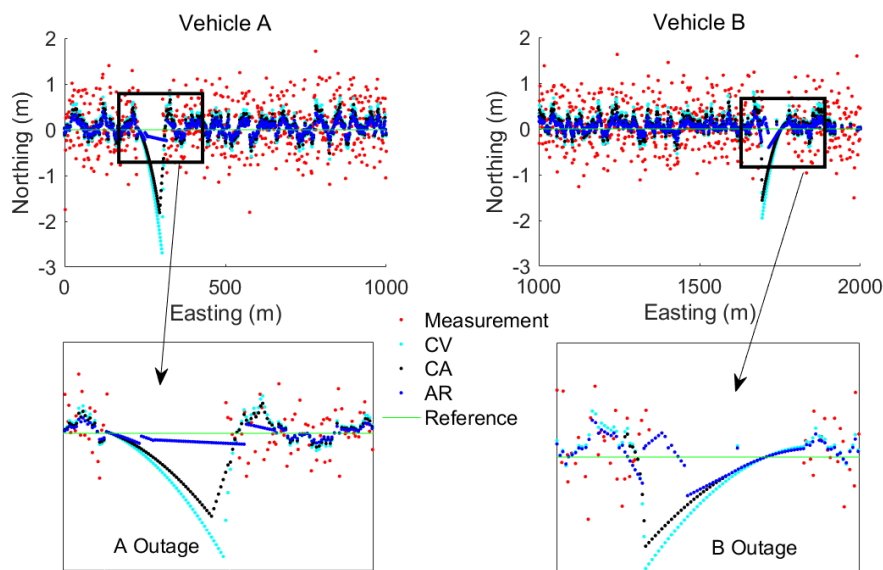 Vehicle A
Vehicle B
2
1
0
-1
-2
-3
Northing (m)
0
500
1000
Easting (m)
2
1
0
-1
-2
-3
Northing (m)
1000
1500
2000
Easting (m)
Measurement
CV
CA
AR
Reference
A Outage
B Outage